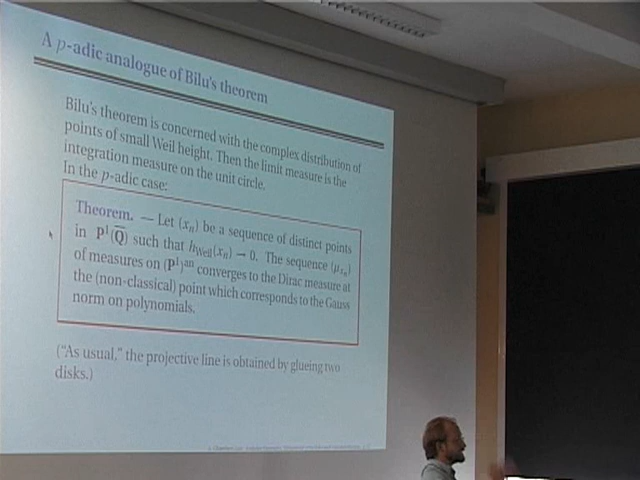 A p-adic analogue of Bilu's theorem
Bilu's theorem is concerned with the complex distribution of
points of small Weil height. Then the limit measure is the
integration measure on the unit circle.
In the p-adic case:
Theorem. — Let (xₙ) be a sequence of distinct points
in P¹(Q̅) such that h_Weil(xₙ) → 0. The sequence (μ_xₙ)
of measures on (P¹)ᵃⁿ converges to the Dirac measure at
the (non-classical) point which corresponds to the Gauss
norm on polynomials.
("As usual," the projective line is obtained by glueing two
disks.)